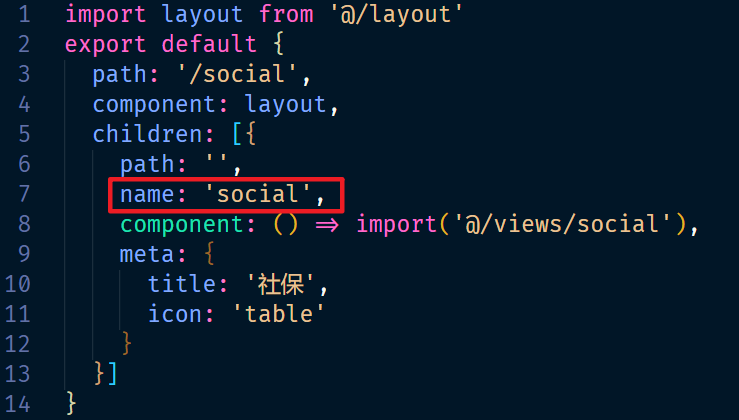 1 import layout from '@/layout'
2 export default {
3   path: '/social',
4   component: layout,
5   children: [{
6     path: '',
7     name: 'social',
8     component: () => import('@/views/social'),
9     meta: {
10       title: '社保',
11       icon: 'table'
12     }
13   }]
14 }